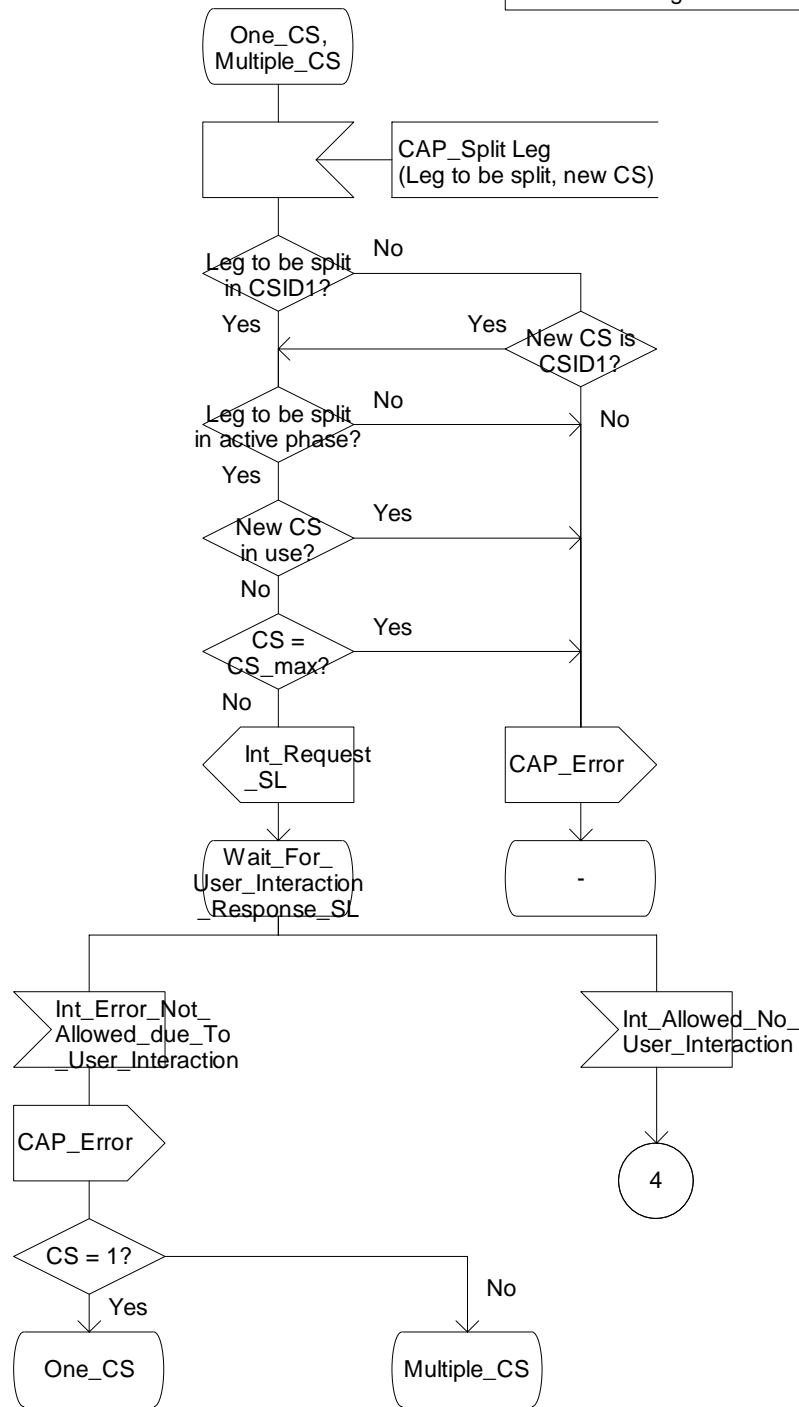 One_CS,
Multiple_CS
CAP_Split Leg
(Leg to be split, new CS)
Leg to be split
in CSID1?
No
Yes
Yes
New CS is
CSID1?
Leg to be split
in active phase?
No
No
Yes
New CS
in use?
Yes
No
CS =
CS_max?
Yes
No
Int_Request
_SL
CAP_Error
Wait_For_
User_Interaction
_Response_SL
-
Int_Error_Not_
Allowed_due_To
_User_Interaction
Int_Allowed_No_
User_Interaction
CAP_Error
4
CS = 1?
No
Yes
One_CS
Multiple_CS